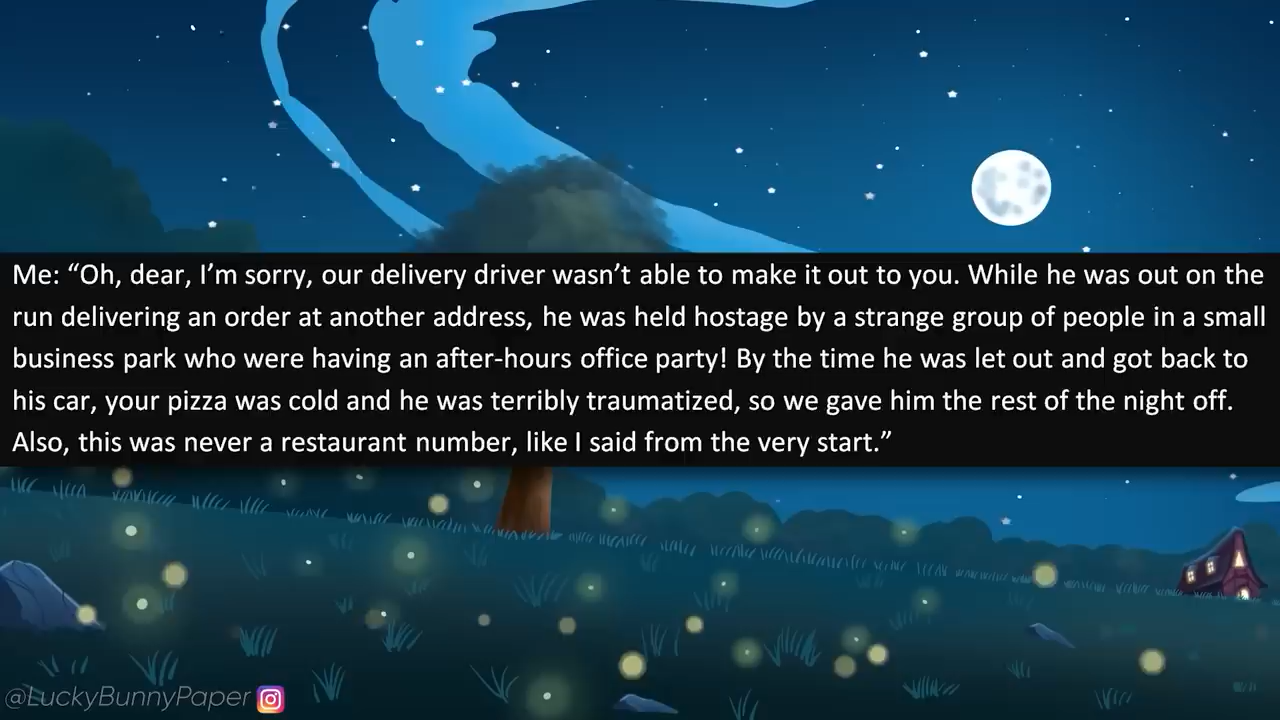 Me: “Oh, dear, I’m sorry, our delivery driver wasn’t able to make it out to you. While he was out on the
run delivering an order at another address, he was held hostage by a strange group of people in a small
business park who were having an after-hours office party! By the time he was let out and got back to
his car, your pizza was cold and he was terribly traumatized, so we gave him the rest of the night off.
Also, this was never a restaurant number, like I said from the very start.”
@LuckyBunnyPaper